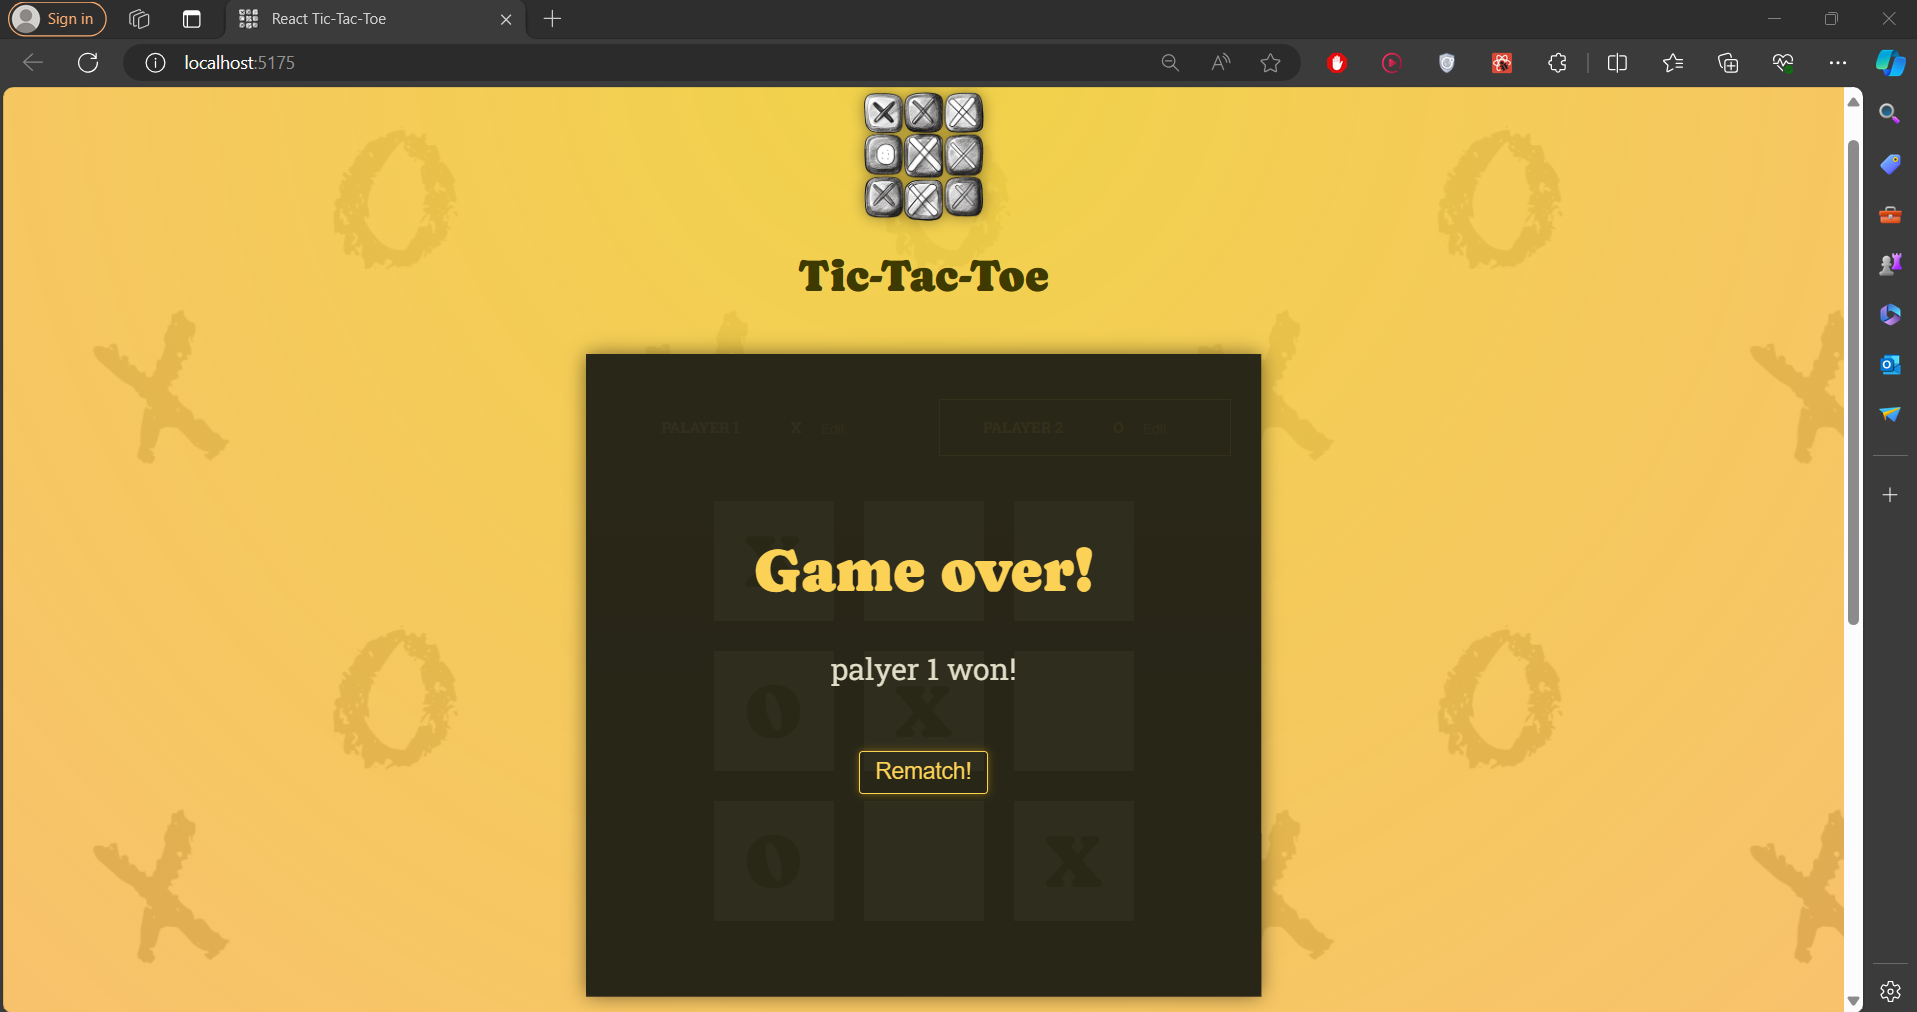 Sign in
React Tic-Tac-Toe
localhost:5175
Tic-Tac-Toe
PALAYER 1 X Edit PALAYER 2 O Edit
X
Game over!
palyer 1 won!
O X
Rematch!
O X